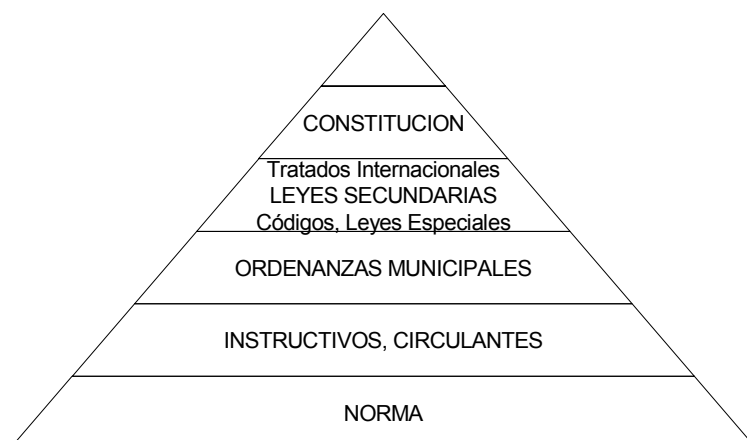 CONSTITUCION
Tratados Internacionales
LEYES SECUNDARIAS
Códigos, Leyes Especiales
ORDENANZAS MUNICIPALES
INSTRUCTIVOS, CIRCULANTES
NORMA